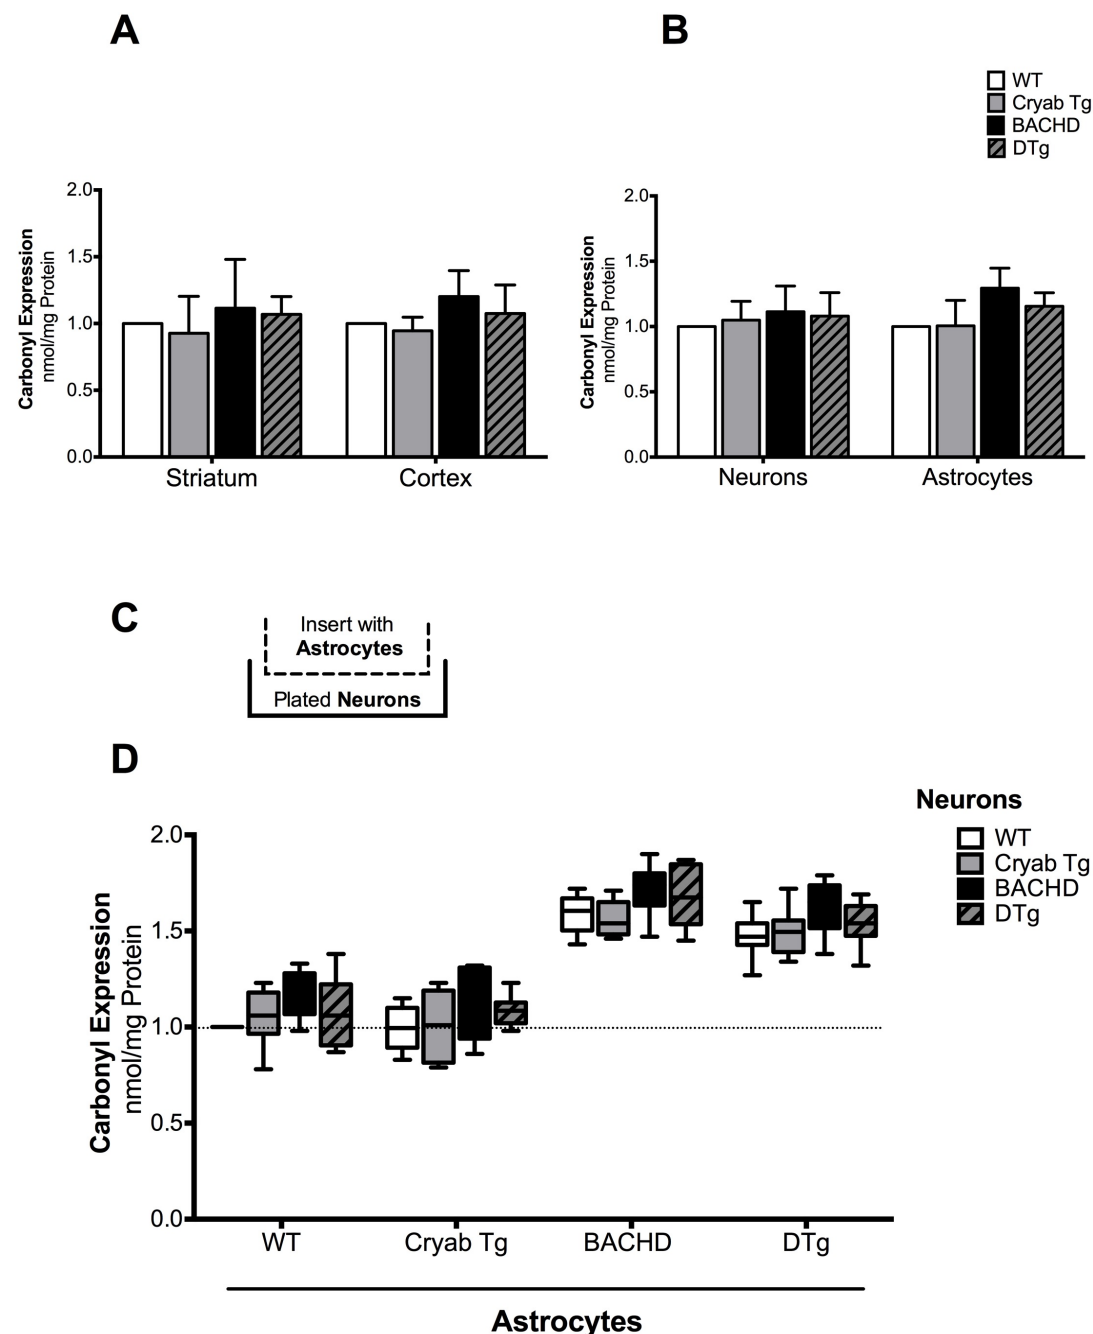 A
B
WT
Cryab Tg
BACHD
DTg
Carbonyl Expression
nmol/mg Protein
2.0
1.5
1.0
0.5
0.0
Striatum
Cortex
Carbonyl Expression
nmol/mg Protein
2.0
1.5
1.0
0.5
0.0
Neurons
Astrocytes
C
Insert with
Astrocytes
Plated Neurons
D
Neurons
WT
Cryab Tg
BACHD
DTg
Carbonyl Expression
nmol/mg Protein
2.0
1.5
1.0
0.5
0.0
WT
Cryab Tg
BACHD
DTg
Astrocytes